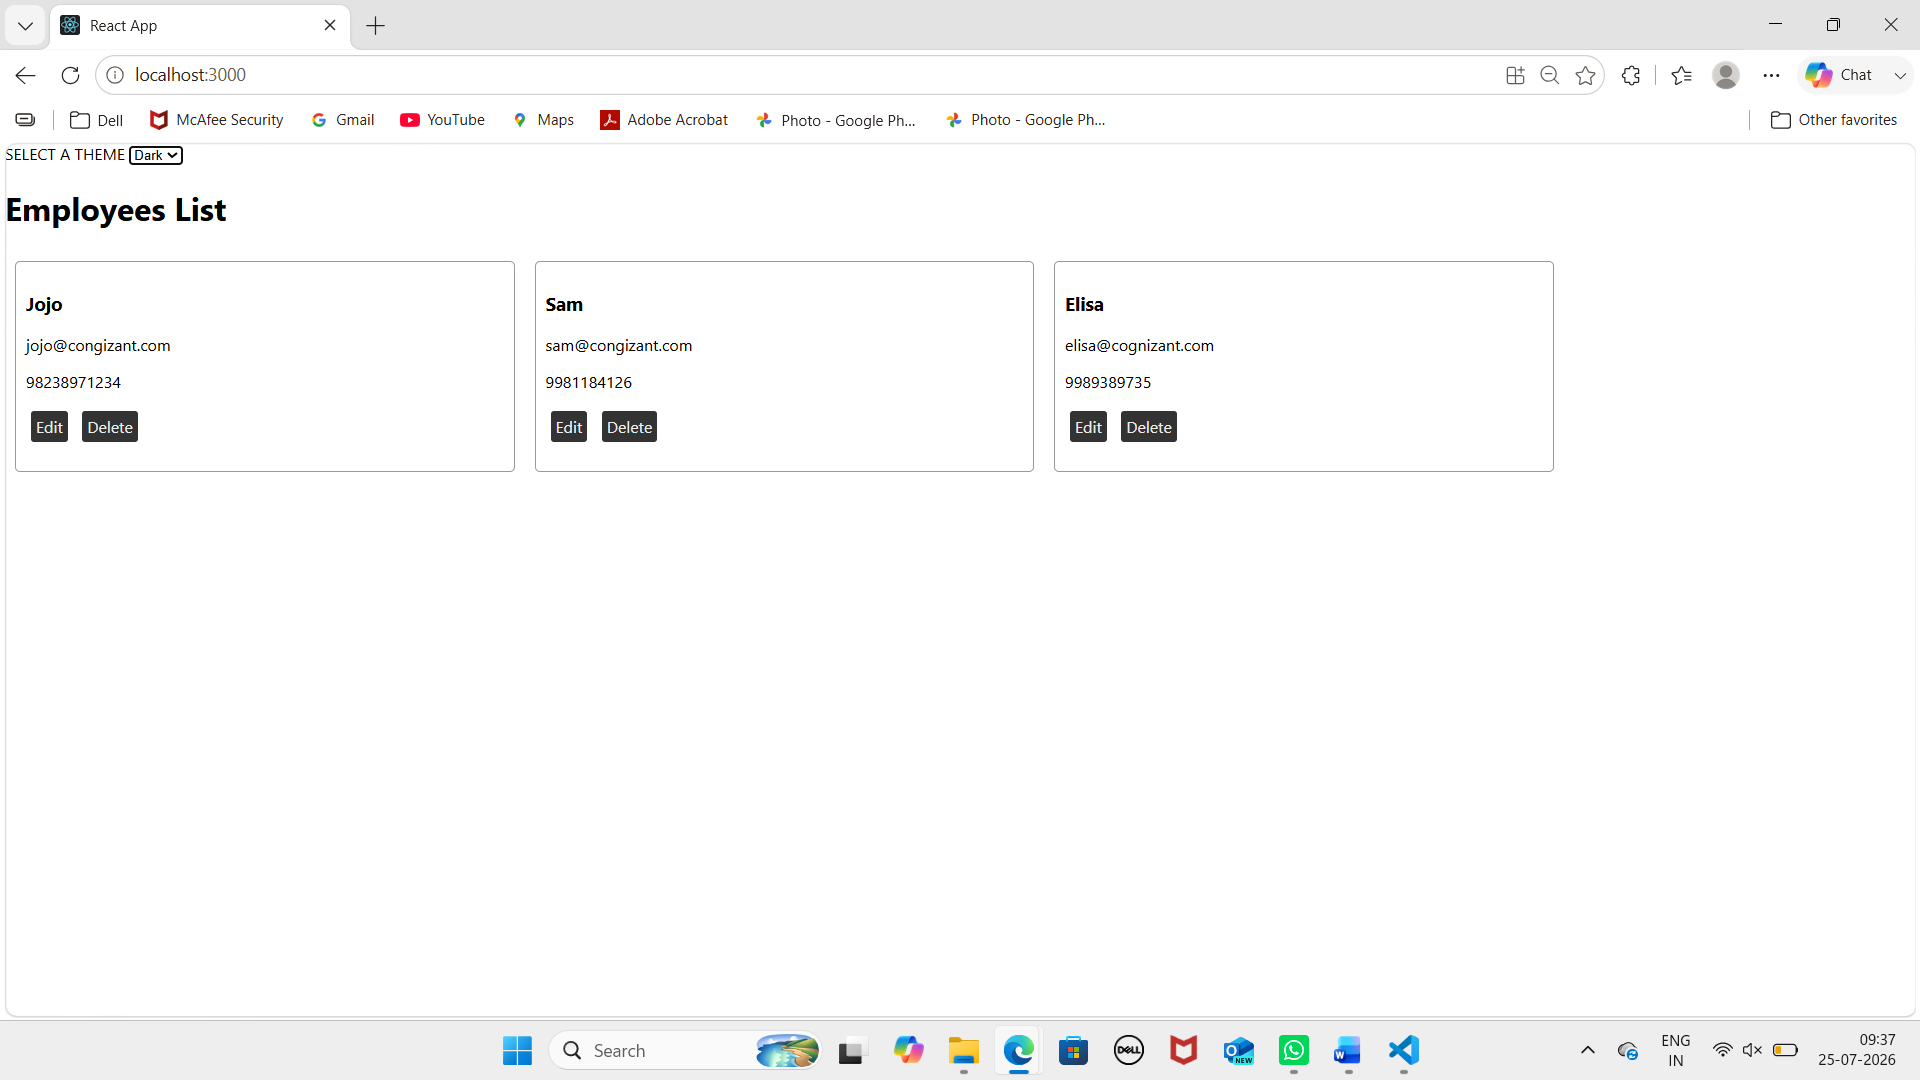 React App
localhost:3000
Chat
Dell
McAfee Security
Gmail
YouTube
Maps
Adobe Acrobat
Photo - Google Ph...
Photo - Google Ph...
Other favorites
SELECT A THEME Dark
Employees List
Jojo
jojo@congizant.com
98238971234
Edit Delete
Sam
sam@congizant.com
9981184126
Edit Delete
Elisa
elisa@cognizant.com
9989389735
Edit Delete
Search
DELL
NEW
ENG
IN
09:37
25-07-2026